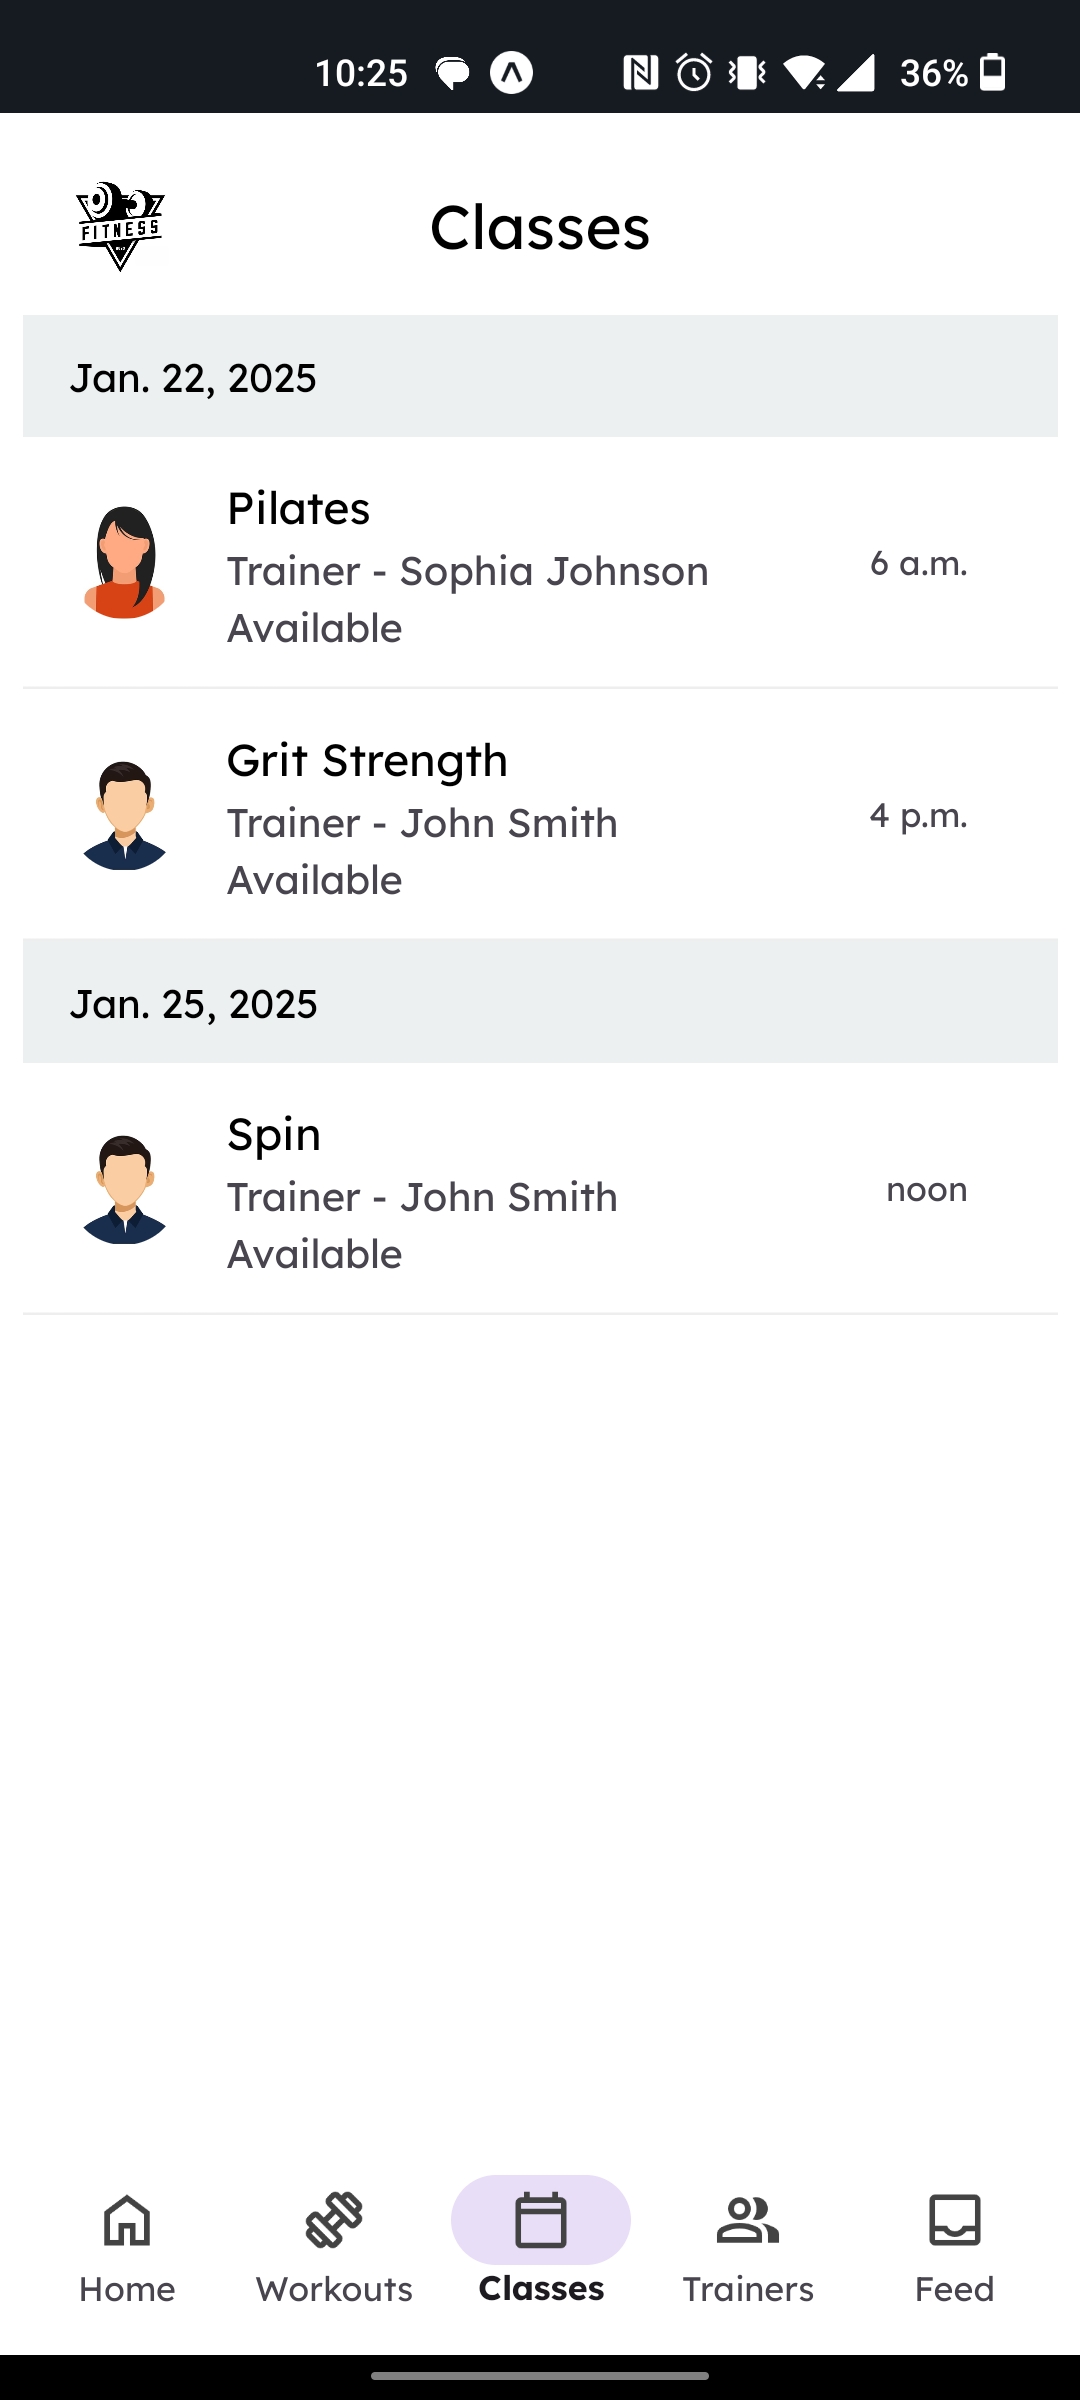 10:25
36%
FITNESS
Classes
Jan. 22, 2025
Pilates
Trainer - Sophia Johnson
Available
6 a.m.
Grit Strength
Trainer - John Smith
Available
4 p.m.
Jan. 25, 2025
Spin
Trainer - John Smith
Available
noon
Home
Workouts
Classes
Trainers
Feed